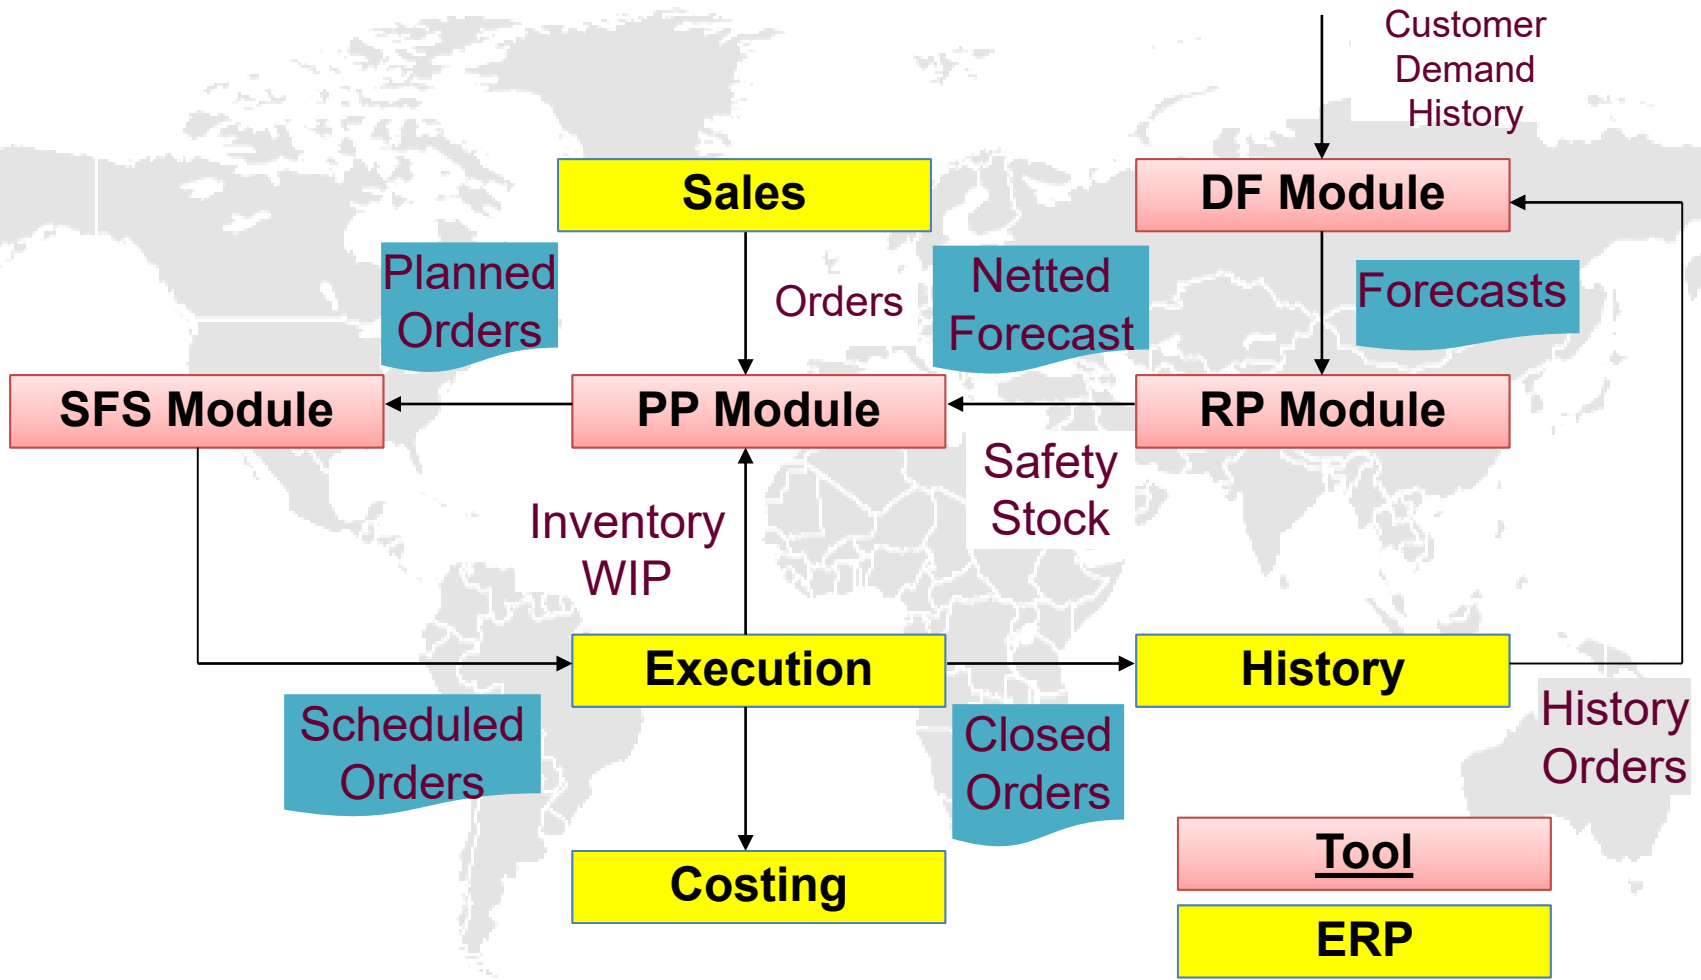 Customer
Demand
History
Sales
DF Module
Planned
Orders
Orders
Netted
Forecast
Forecasts
SFS Module
PP Module
RP Module
Safety
Stock
Inventory
WIP
Execution
History
Scheduled
Orders
Closed
Orders
History
Orders
Costing
Tool
ERP